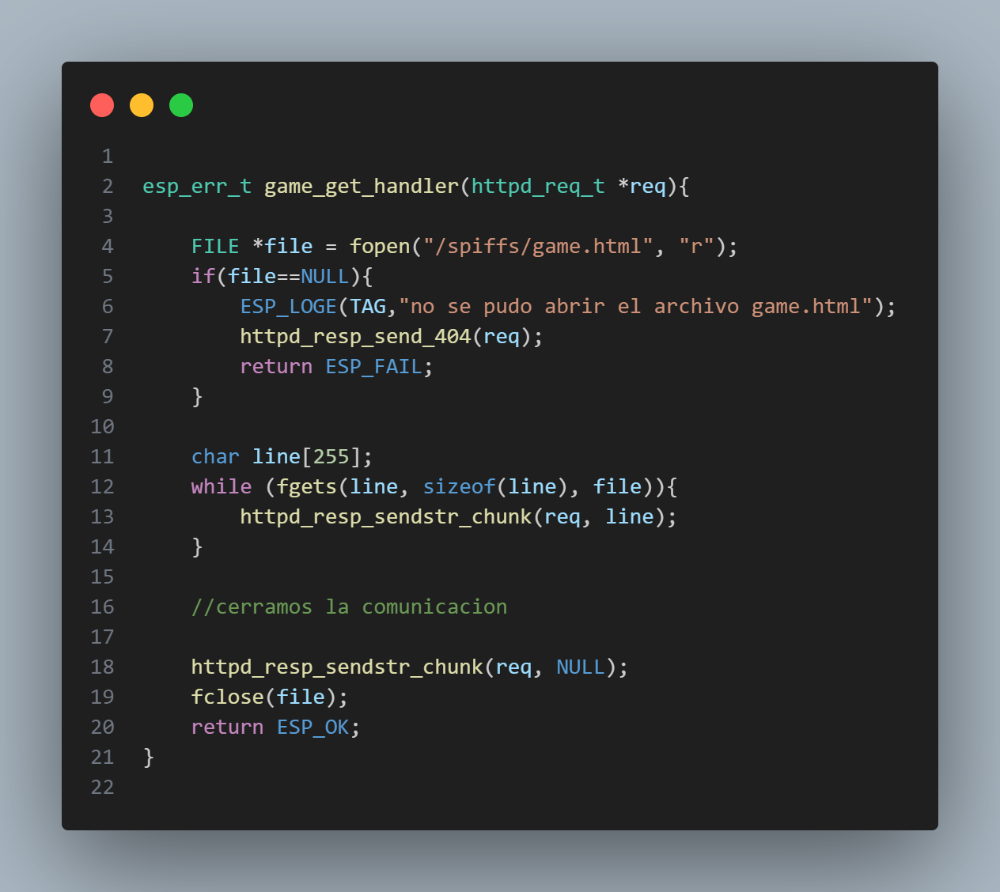 1
2 esp_err_t game_get_handler(httpd_req_t *req){
3
4     FILE *file = fopen("/spiffs/game.html", "r");
5     if(file==NULL){
6         ESP_LOGE(TAG,"no se pudo abrir el archivo game.html");
7         httpd_resp_send_404(req);
8         return ESP_FAIL;
9     }
10
11     char line[255];
12     while (fgets(line, sizeof(line), file)){
13         httpd_resp_sendstr_chunk(req, line);
14     }
15
16     //cerramos la comunicacion
17
18     httpd_resp_sendstr_chunk(req, NULL);
19     fclose(file);
20     return ESP_OK;
21 }
22